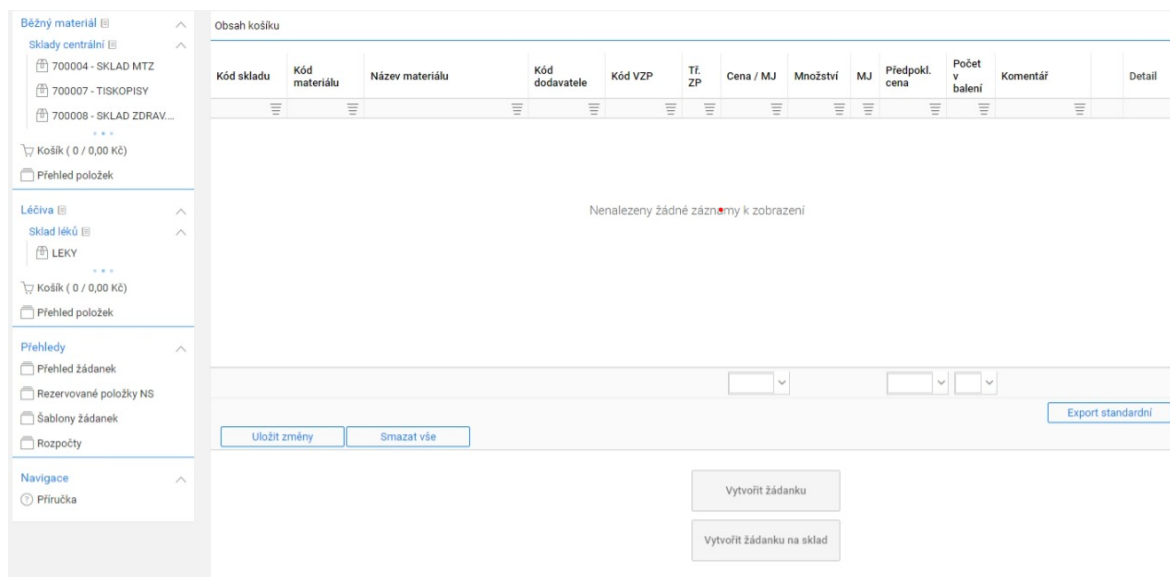 Běžný materiál
Sklady centrální
700004 - SKLAD MTZ
700007 - TISKOPISY
700008 - SKLAD ZDRAV....
Košík ( 0 / 0,00 Kč)
Přehled položek
Léčiva
Sklad léků
LEKY
Košík ( 0 / 0,00 Kč)
Přehled položek
Přehledy
Přehled žádanek
Rezervované položky NS
Šablony žádanek
Rozpočty
Navigace
Příručka
Obsah košíku
Kód skladu
Kód
materiálu
Název materiálu
Kód
dodavatele
Kód VZP
Tř.
ZP
Cena / MJ
Množství
MJ
Předpokl.
cena
Počet
v
balení
Komentář
Detail
Nenalezeny žádné záznamy k zobrazení
Export standardní
Uložit změny
Smazat vše
Vytvořit žádanku
Vytvořit žádanku na sklad